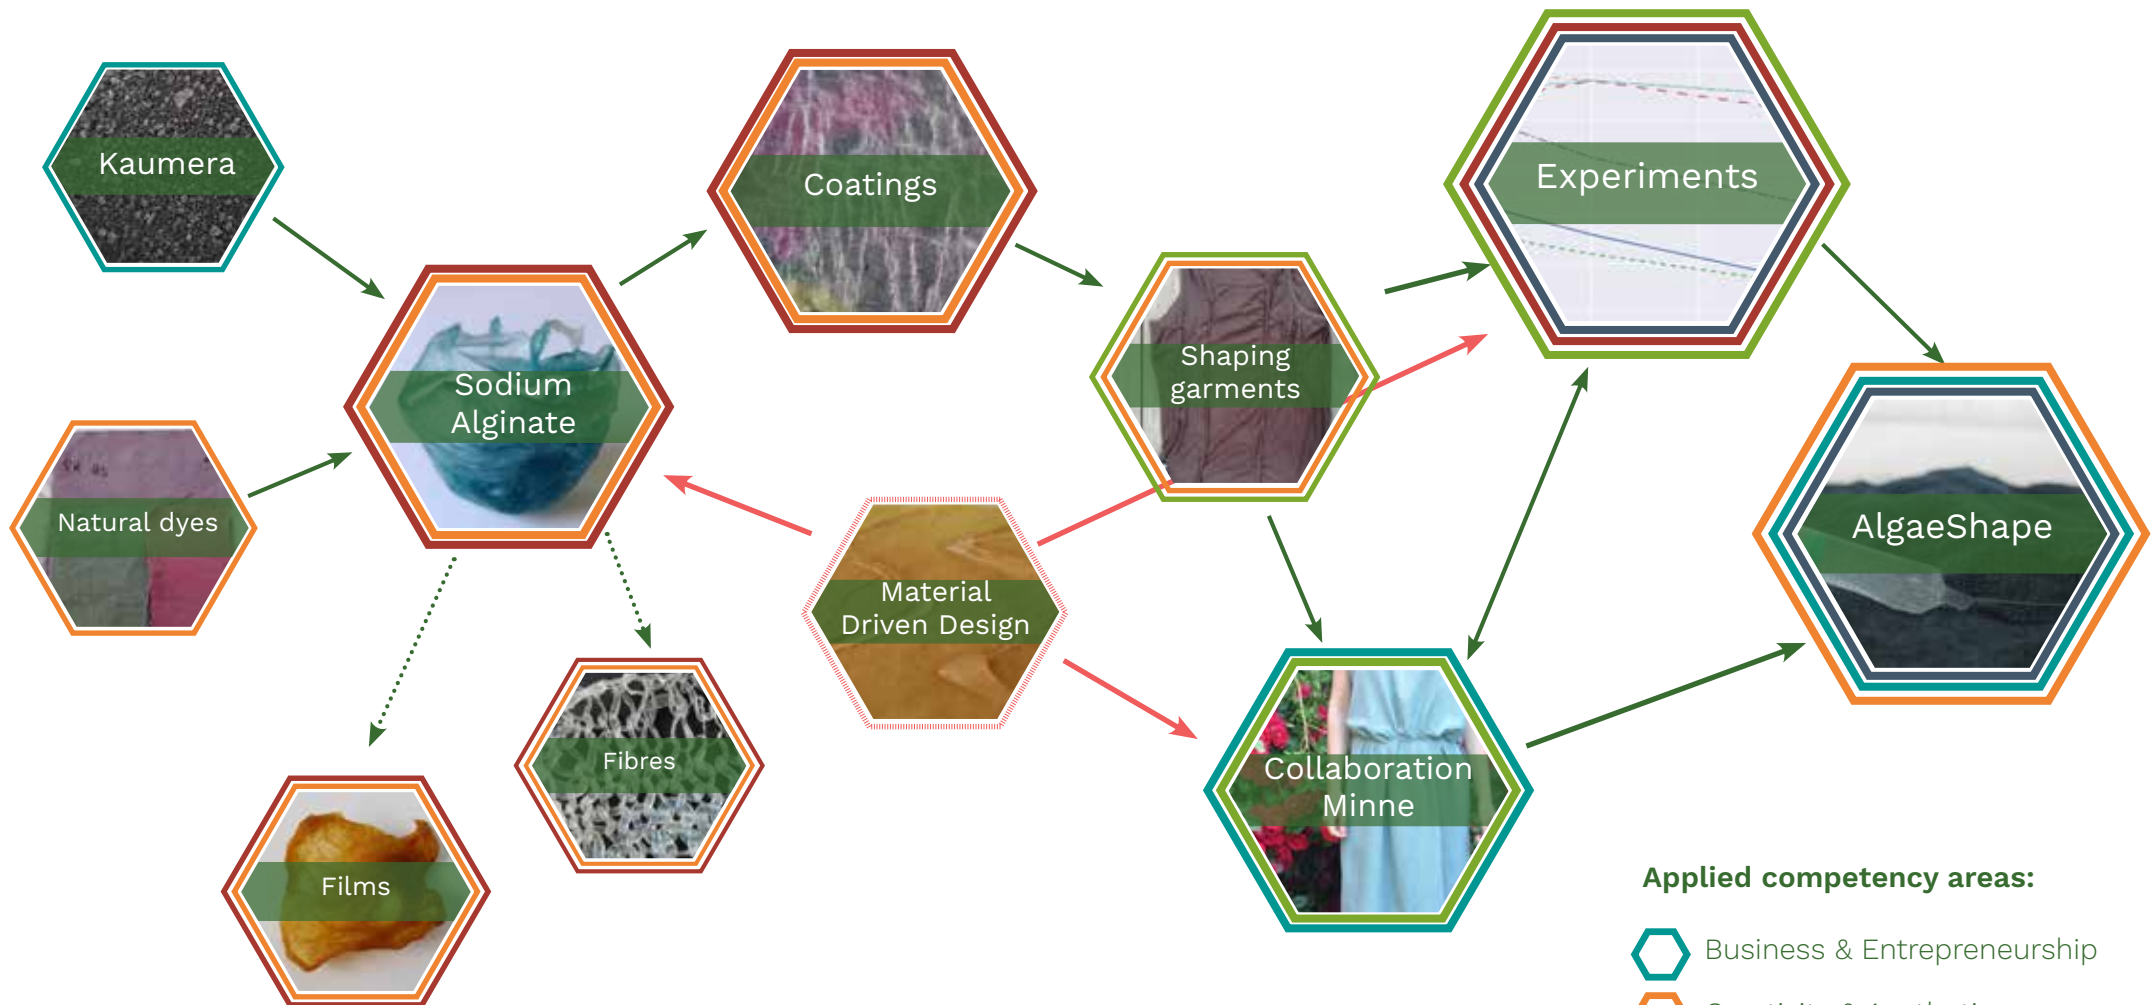 Kaumera
Coatings
Experiments
Sodium
Alginate
Shaping
garments
Natural dyes
AlgaeShape
Material
Driven Design
Fibres
Collaboration
Minne
Films
Applied competency areas:
Business & Entrepreneurship